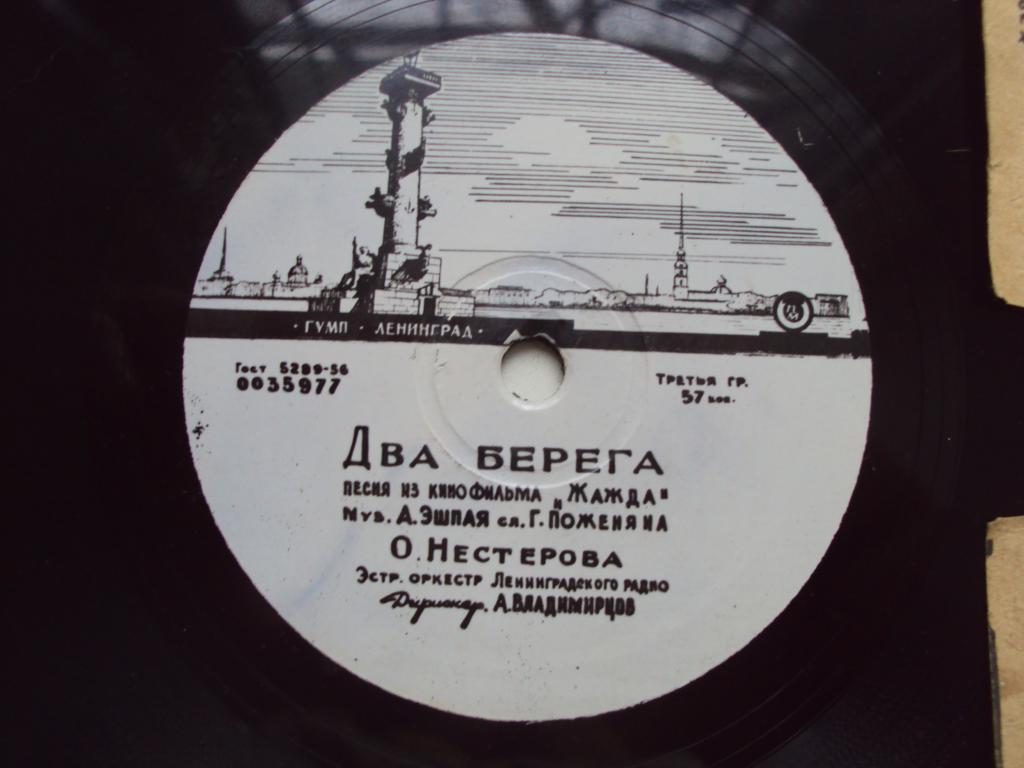 · ГУМП · ЛЕНИНГРАД ·
Гост 5289-56
0035977
ТРЕТЬЯ ГР.
57 коп.
ДВА БЕРЕГА
ПЕСНЯ ИЗ КИНОФИЛЬМА „ЖАЖДА"
Муз. А. ЭШПАЯ сл. Г. ПОЖЕНЯНА
О. НЕСТЕРОВА
ЭСТР. ОРКЕСТР ЛЕНИНГРАДСКОГО РАДИО
Дирижер. А. ВЛАДИМИРЦОВ